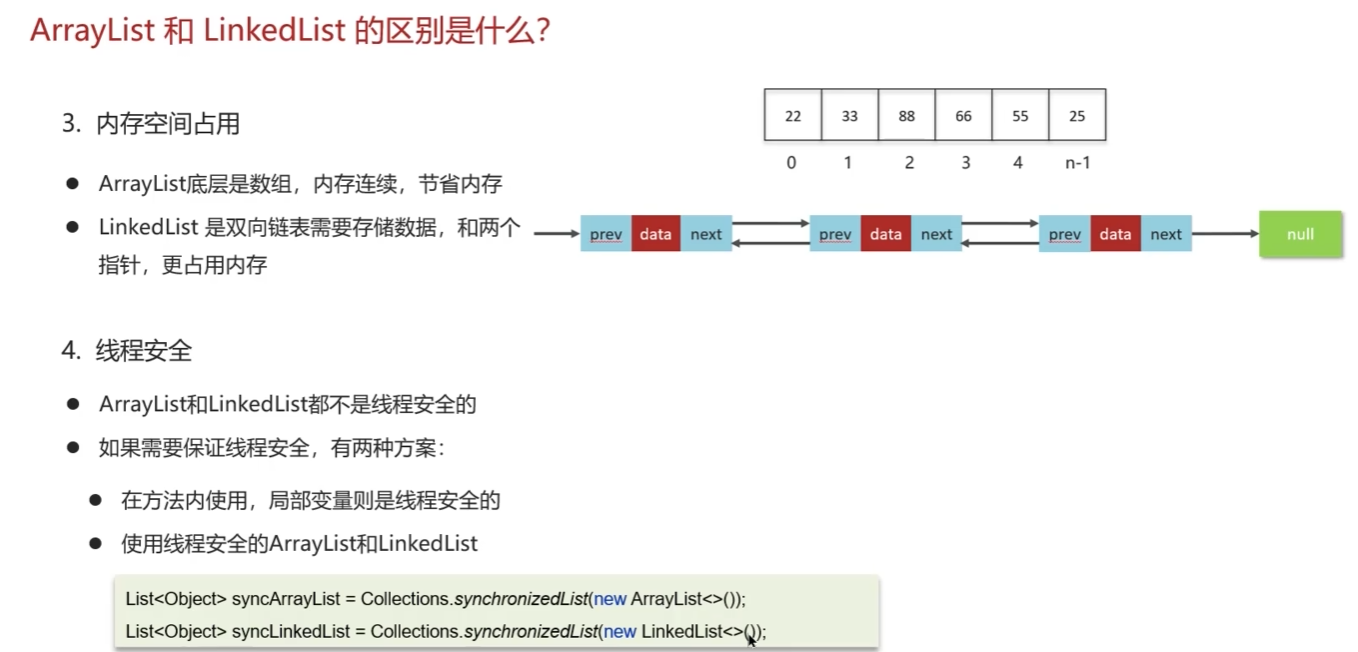 ArrayList 和 LinkedList 的区别是什么?
3. 内存空间占用
22 33 88 66 55 25
0 1 2 3 4 n-1
ArrayList底层是数组，内存连续，节省内存
LinkedList 是双向链表需要存储数据，和两个
指针，更占用内存
prev data next prev data next prev data next null
4. 线程安全
ArrayList和LinkedList都不是线程安全的
如果需要保证线程安全，有两种方案：
在方法内使用，局部变量则是线程安全的
使用线程安全的ArrayList和LinkedList
List<Object> syncArrayList = Collections.synchronizedList(new ArrayList<>());
List<Object> syncLinkedList = Collections.synchronizedList(new LinkedList<>());